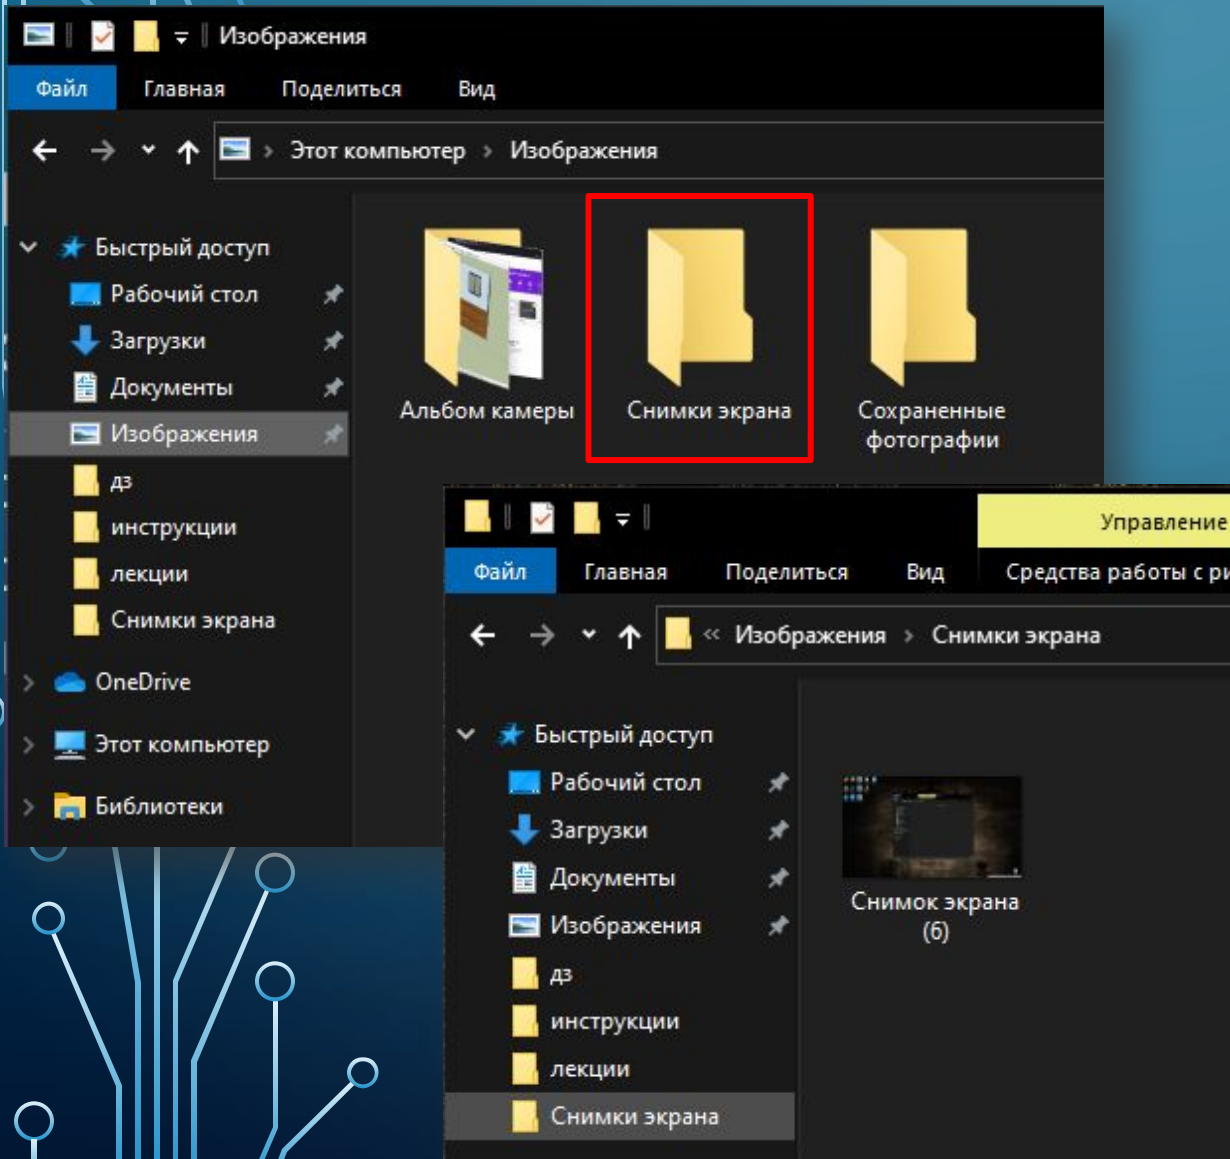 Изображения
Файл Главная Поделиться Вид
Этот компьютер › Изображения
Быстрый доступ
Рабочий стол
Загрузки
Документы
Изображения
дз
инструкции
лекции
Снимки экрана
OneDrive
Этот компьютер
Библиотеки
Альбом камеры
Снимки экрана
Сохраненные
фотографии
Управление
Файл Главная Поделиться Вид Средства работы с ри
« Изображения › Снимки экрана
Быстрый доступ
Рабочий стол
Загрузки
Документы
Изображения
дз
инструкции
лекции
Снимки экрана
Снимок экрана
(6)